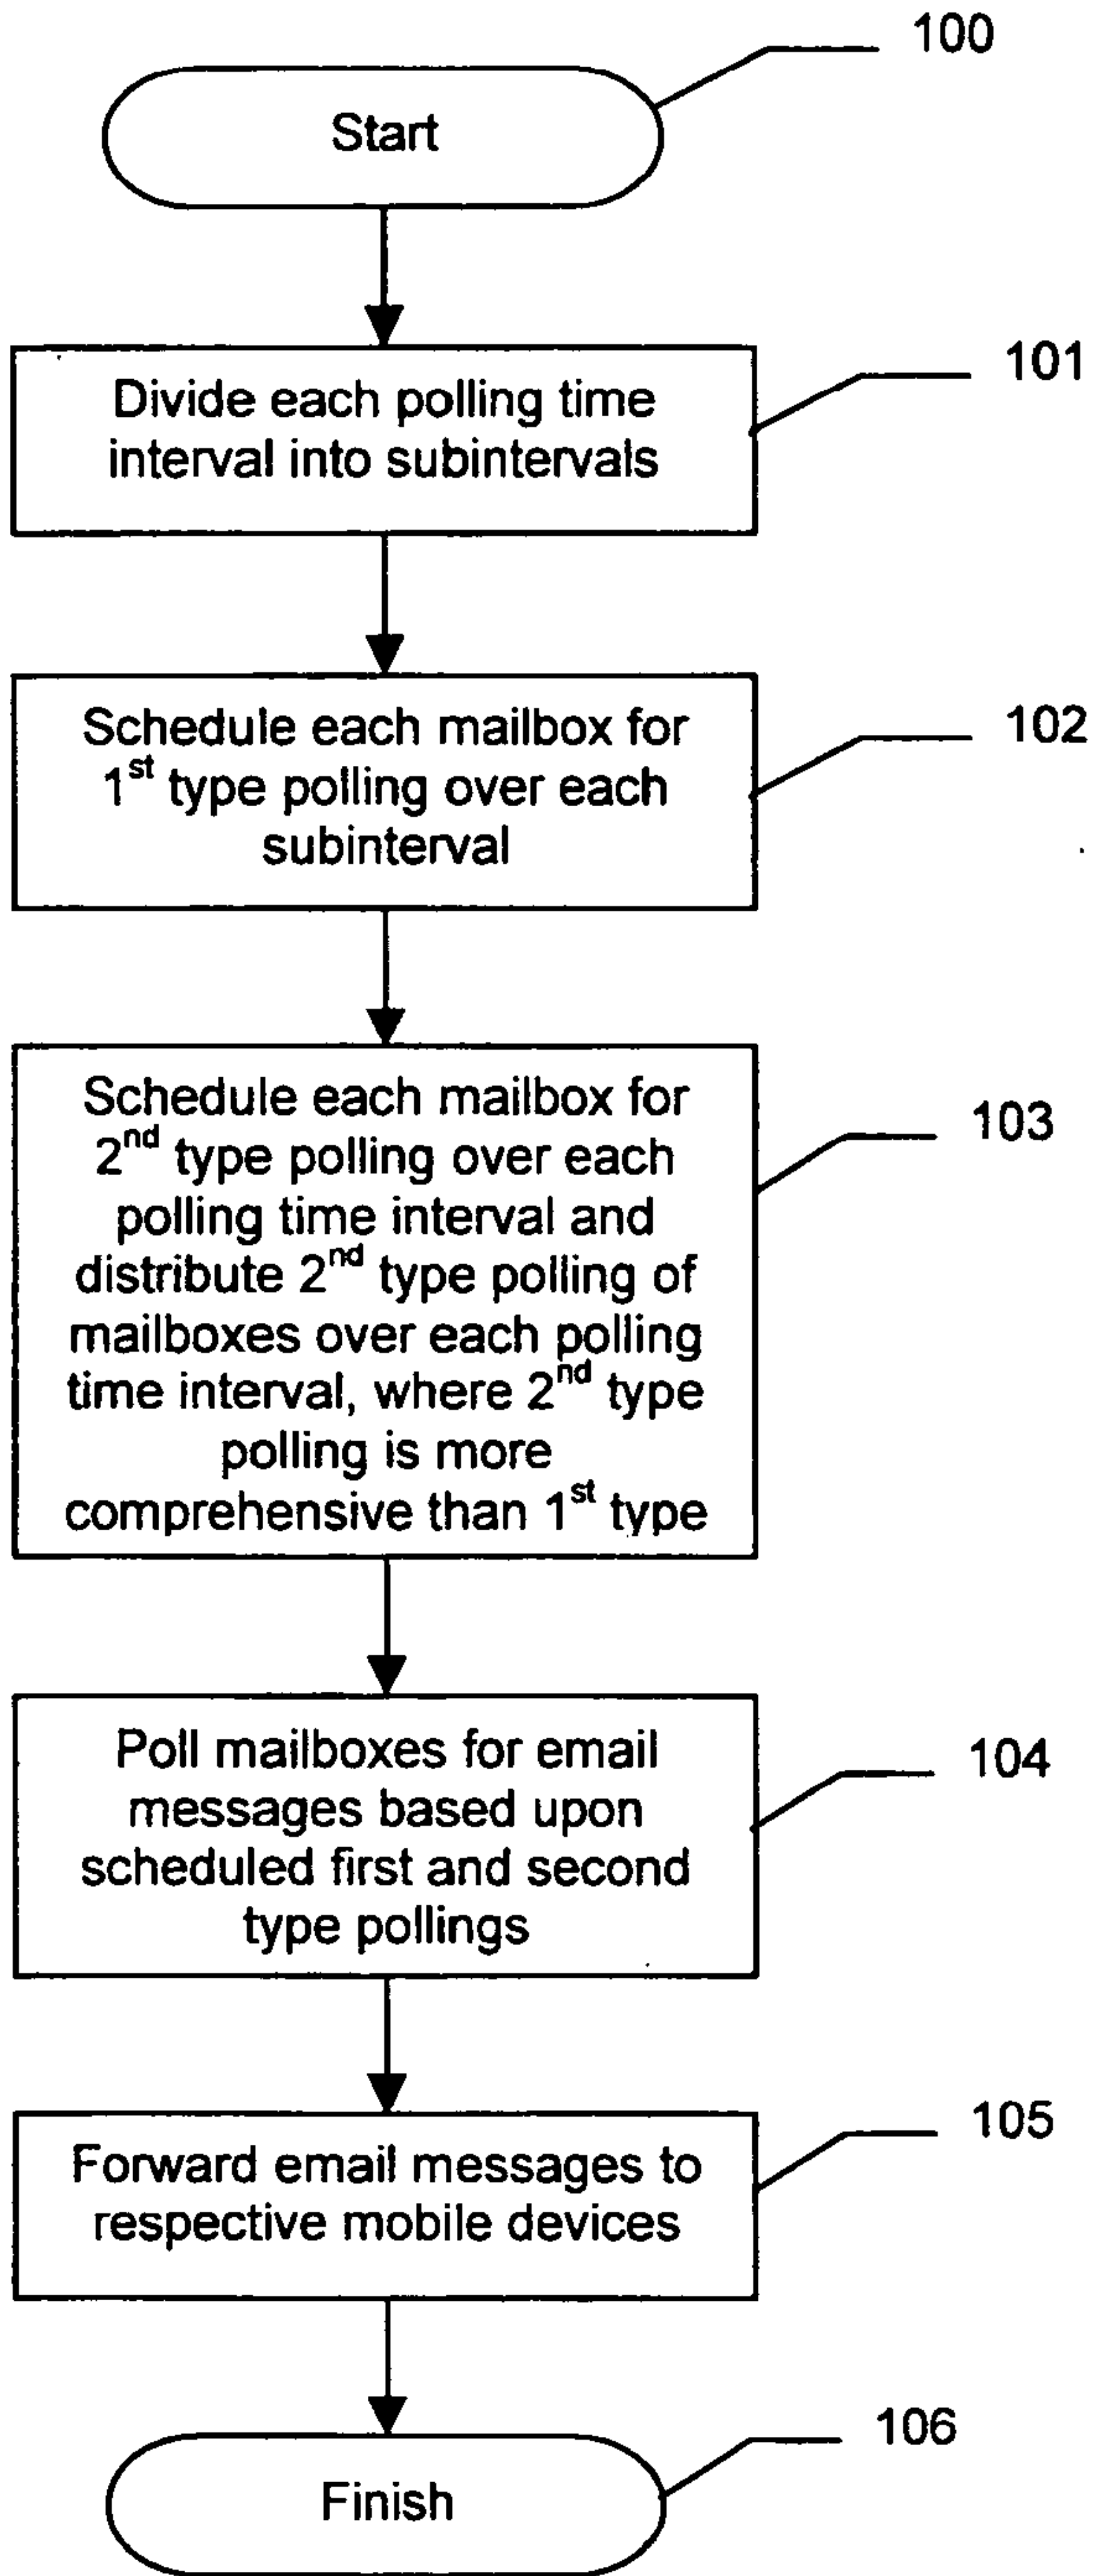 100
Start
101
Divide each polling time
interval into subintervals
102
Schedule each mailbox for
1st type polling over each
subinterval
103
Schedule each mailbox for
2nd type polling over each
polling time interval and
distribute 2nd type polling of
mailboxes over each polling
time interval, where 2nd type
polling is more
comprehensive than 1st type
104
Poll mailboxes for email
messages based upon
scheduled first and second
type pollings
105
Forward email messages to
respective mobile devices
106
Finish